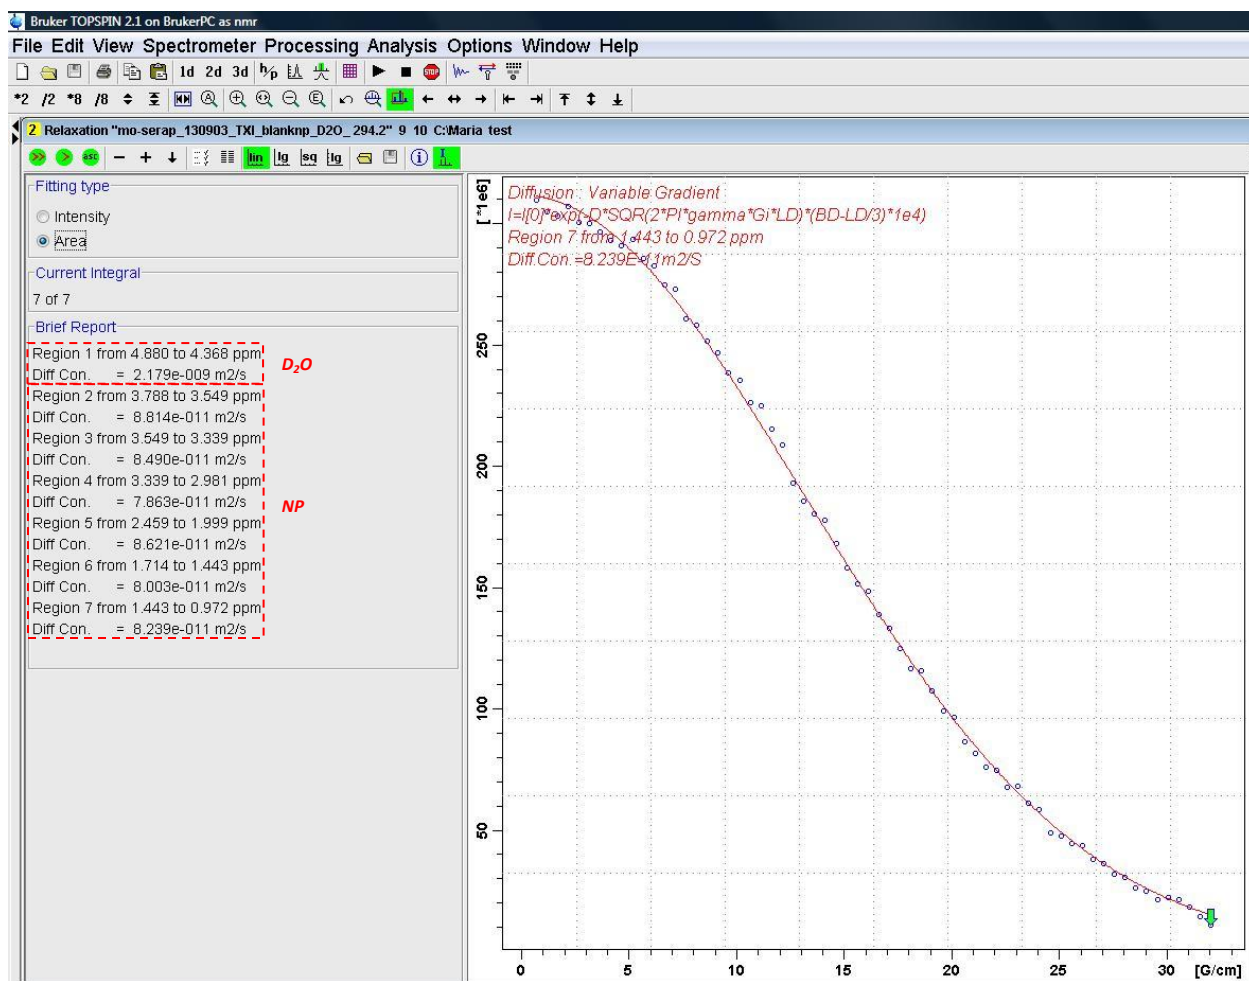 Bruker TOPSPIN 2.1 on BrukerPC as nmr
File Edit View Spectrometer Processing Analysis Options Window Help
1d 2d 3d h/p
*2 /2 *8 /8
2 Relaxation "mo-serap_130903_TXI_blanknp_D2O_ 294.2" 9 10 C:\Maria test
asc lin lg sq lg
Fitting type
Intensity
Area
Current Integral
7 of 7
Brief Report
Region 1 from 4.880 to 4.368 ppm
Diff Con. = 2.179e-009 m2/s
D₂O
Region 2 from 3.788 to 3.549 ppm
Diff Con. = 8.814e-011 m2/s
Region 3 from 3.549 to 3.339 ppm
Diff Con. = 8.490e-011 m2/s
Region 4 from 3.339 to 2.981 ppm
Diff Con. = 7.863e-011 m2/s
NP
Region 5 from 2.459 to 1.999 ppm
Diff Con. = 8.621e-011 m2/s
Region 6 from 1.714 to 1.443 ppm
Diff Con. = 8.003e-011 m2/s
Region 7 from 1.443 to 0.972 ppm
Diff Con. = 8.239e-011 m2/s
[*1e6]
Diffusion : Variable Gradient
I=I[0]*exp(-D*SQR(2*PI*gamma*Gi*LD)*(BD-LD/3)*1e4)
Region 7 from 1.443 to 0.972 ppm
Diff.Con.=8.239E-11m2/S
250
200
150
100
50
0 5 10 15 20 25 30 [G/cm]